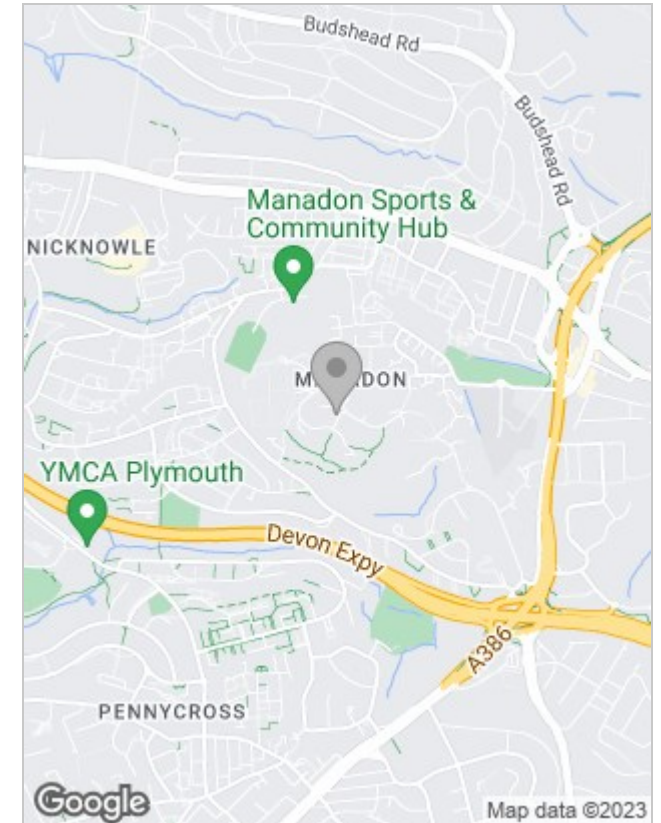 Budshead Rd
Budshead Rd
Manadon Sports &
Community Hub
NICKNOWLE
YMCA Plymouth
Devon Expy
A386
PENNYCROSS
Google
Map data ©2023